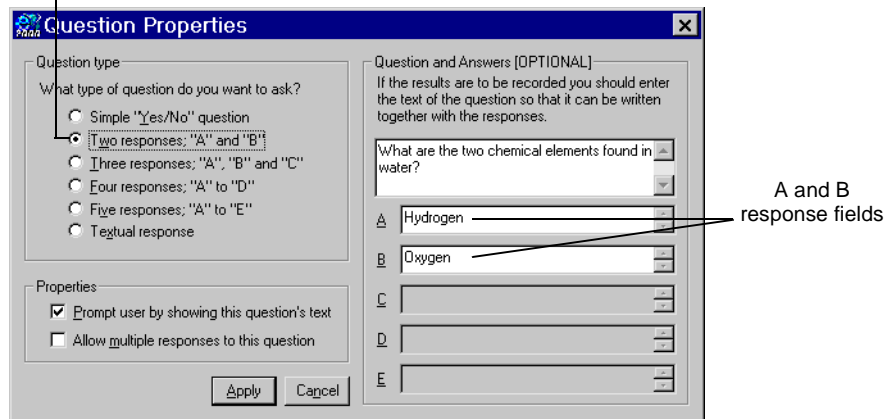 Question Properties
Question type
What type of question do you want to ask?
Simple "Yes/No" question
Two responses; "A" and "B"
Three responses; "A", "B" and "C"
Four responses; "A" to "D"
Five responses; "A" to "E"
Textual response
Properties
Prompt user by showing this question's text
Allow multiple responses to this question
Apply
Cancel
Question and Answers [OPTIONAL]
If the results are to be recorded you should enter
the text of the question so that it can be written
together with the responses.
What are the two chemical elements found in
water?
A Hydrogen
B Oxygen
C
D
E
A and B
response fields